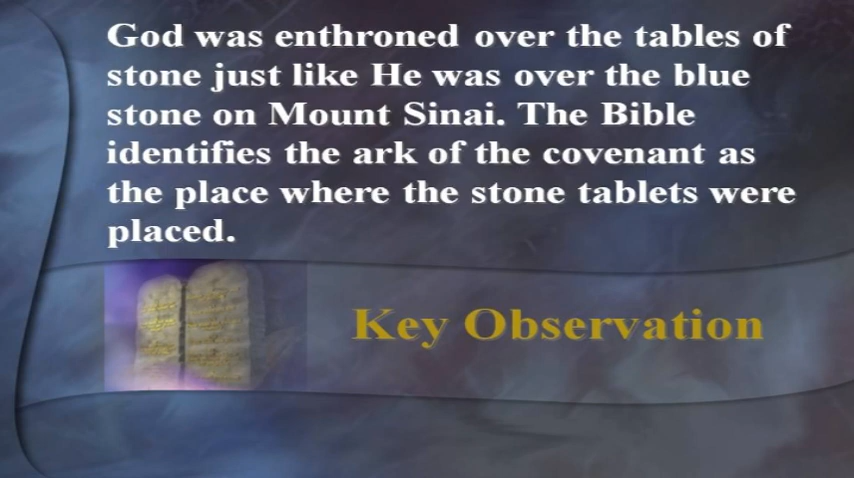 God was enthroned over the tables of
stone just like He was over the blue
stone on Mount Sinai. The Bible
identifies the ark of the covenant as
the place where the stone tablets were
placed.
Key Observation